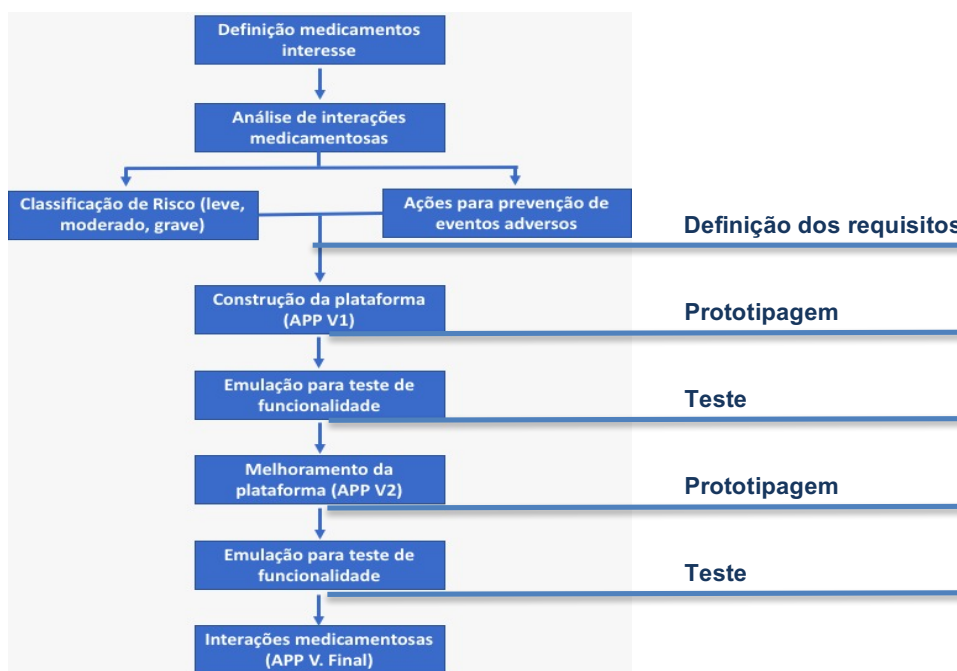 Definição medicamentos
interesse
Análise de interações
medicamentosas
Classificação de Risco (leve,
moderado, grave)
Ações para prevenção de
eventos adversos
Definição dos requisitos
Construção da plataforma
(APP V1)
Prototipagem
Emulação para teste de
funcionalidade
Teste
Melhoramento da
plataforma (APP V2)
Prototipagem
Emulação para teste de
funcionalidade
Teste
Interações medicamentosas
(APP V. Final)